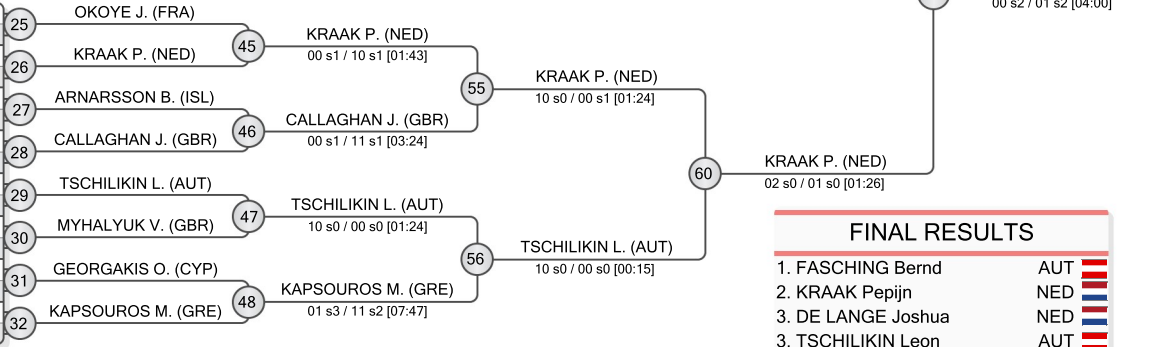 00 s2 / 01 s2 [04:00]
25
OKOYE J. (FRA)
26
KRAAK P. (NED)
45
KRAAK P. (NED)
00 s1 / 10 s1 [01:43]
27
ARNARSSON B. (ISL)
28
CALLAGHAN J. (GBR)
46
CALLAGHAN J. (GBR)
00 s1 / 11 s1 [03:24]
55
KRAAK P. (NED)
10 s0 / 00 s1 [01:24]
29
TSCHILIKIN L. (AUT)
30
MYHALYUK V. (GBR)
47
TSCHILIKIN L. (AUT)
10 s0 / 00 s0 [01:24]
31
GEORGAKIS O. (CYP)
32
KAPSOUROS M. (GRE)
48
KAPSOUROS M. (GRE)
01 s3 / 11 s2 [07:47]
56
TSCHILIKIN L. (AUT)
10 s0 / 00 s0 [00:15]
60
KRAAK P. (NED)
02 s0 / 01 s0 [01:26]
FINAL RESULTS
1. FASCHING Bernd AUT
2. KRAAK Pepijn NED
3. DE LANGE Joshua NED
3. TSCHILIKIN Leon AUT